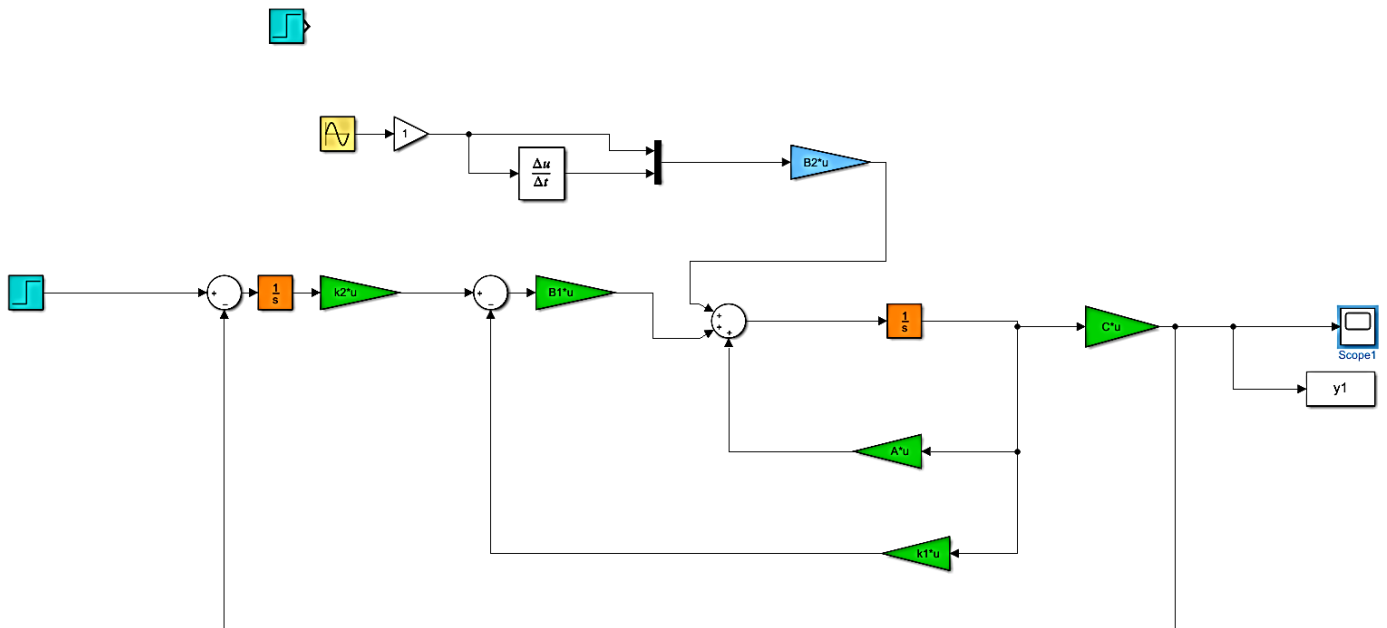 1
Δu
Δt
B2*u
+
−
1
s
k2*u
+
−
B1*u
+
+
+
1
s
C*u
Scope1
y1
A*u
k1*u